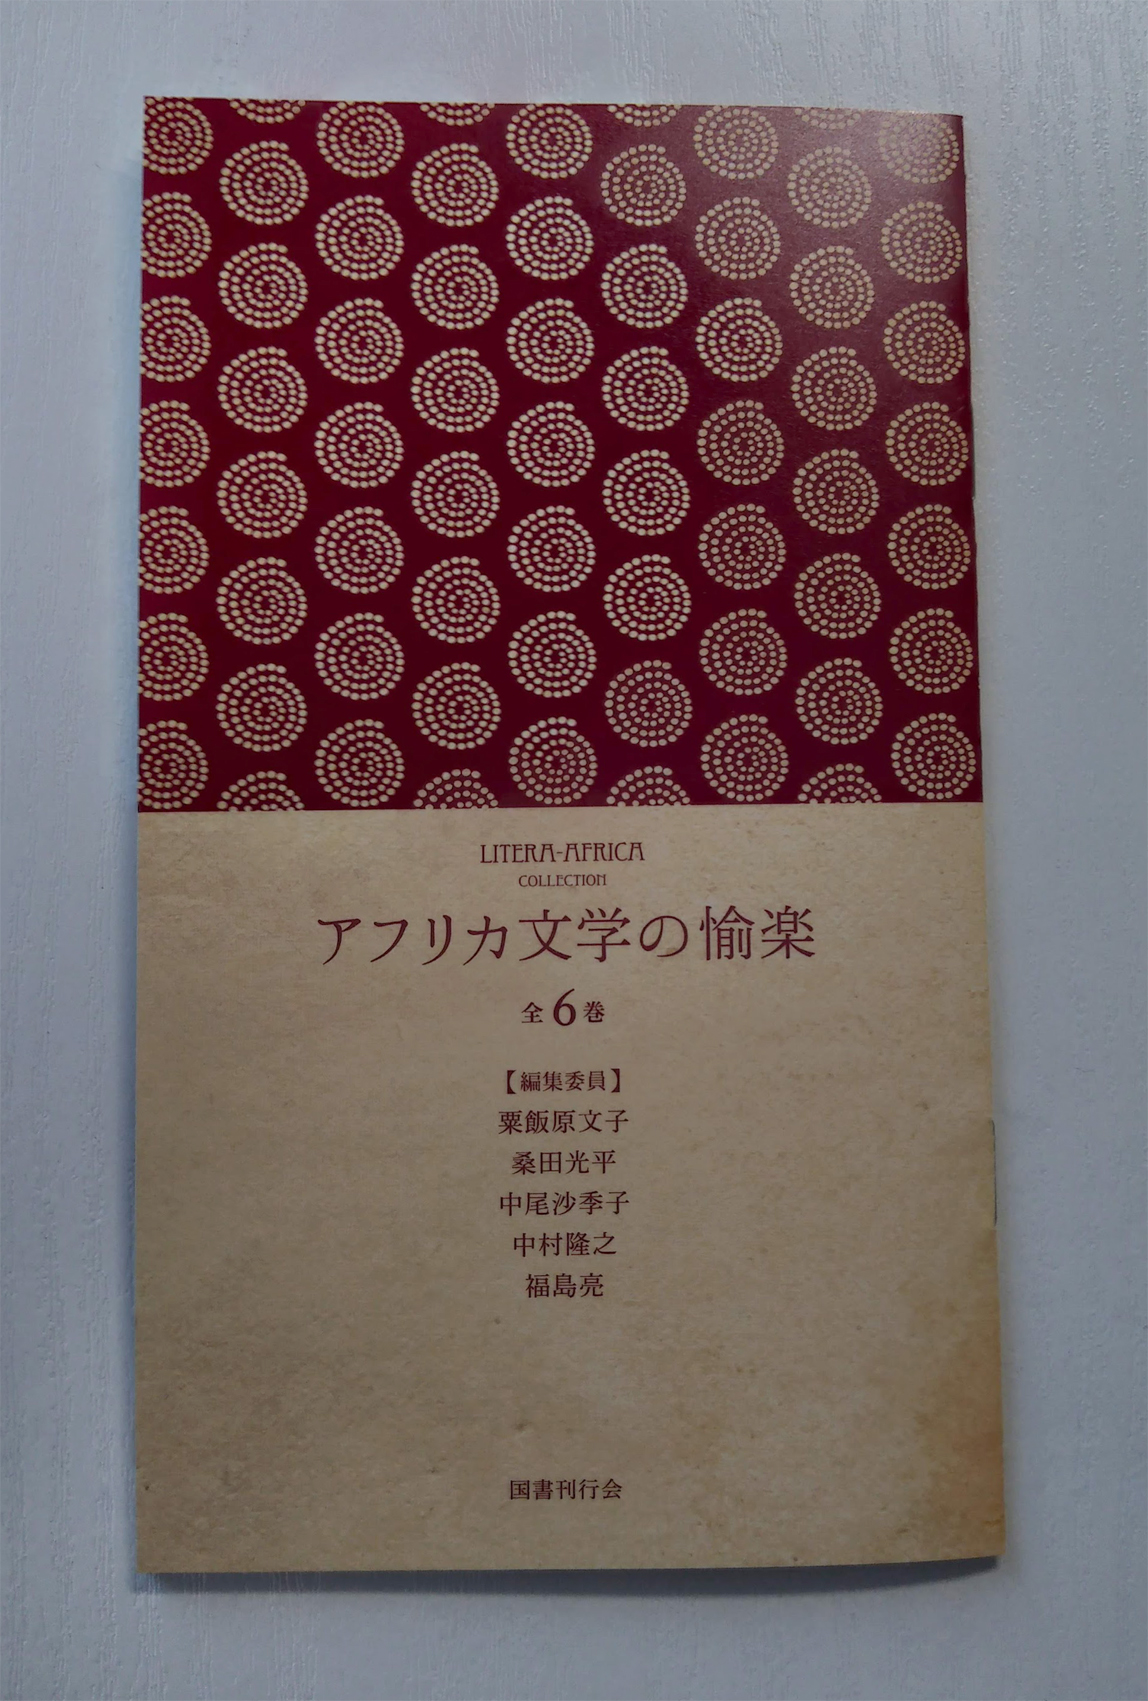 LITERA-AFRICA
COLLECTION
アフリカ文学の愉楽
全6巻
【編集委員】
粟飯原文子
桑田光平
中尾沙季子
中村隆之
福島亮
国書刊行会